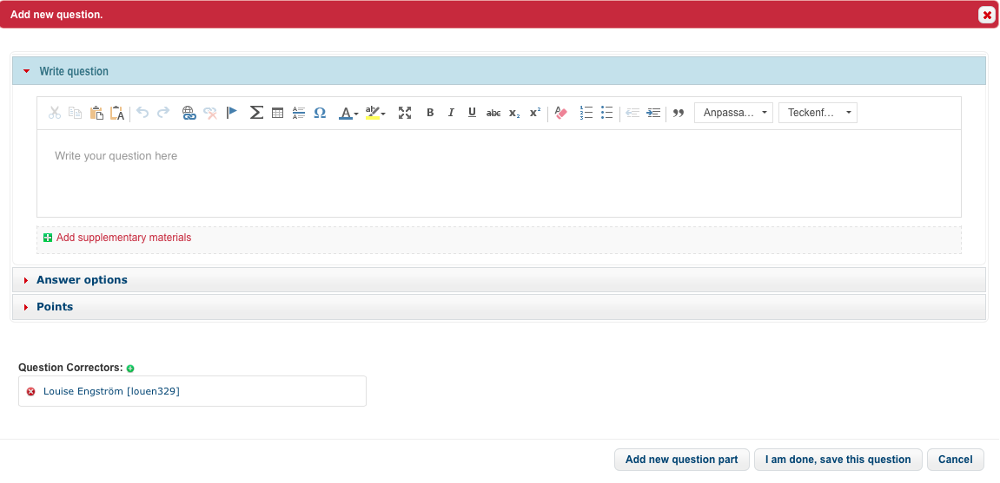 Add new question.
Write question
B I U abc x₂ x² Anpassa... Teckenf...
Write your question here
Add supplementary materials
Answer options
Points
Question Correctors:
Louise Engström [louen329]
Add new question part I am done, save this question Cancel